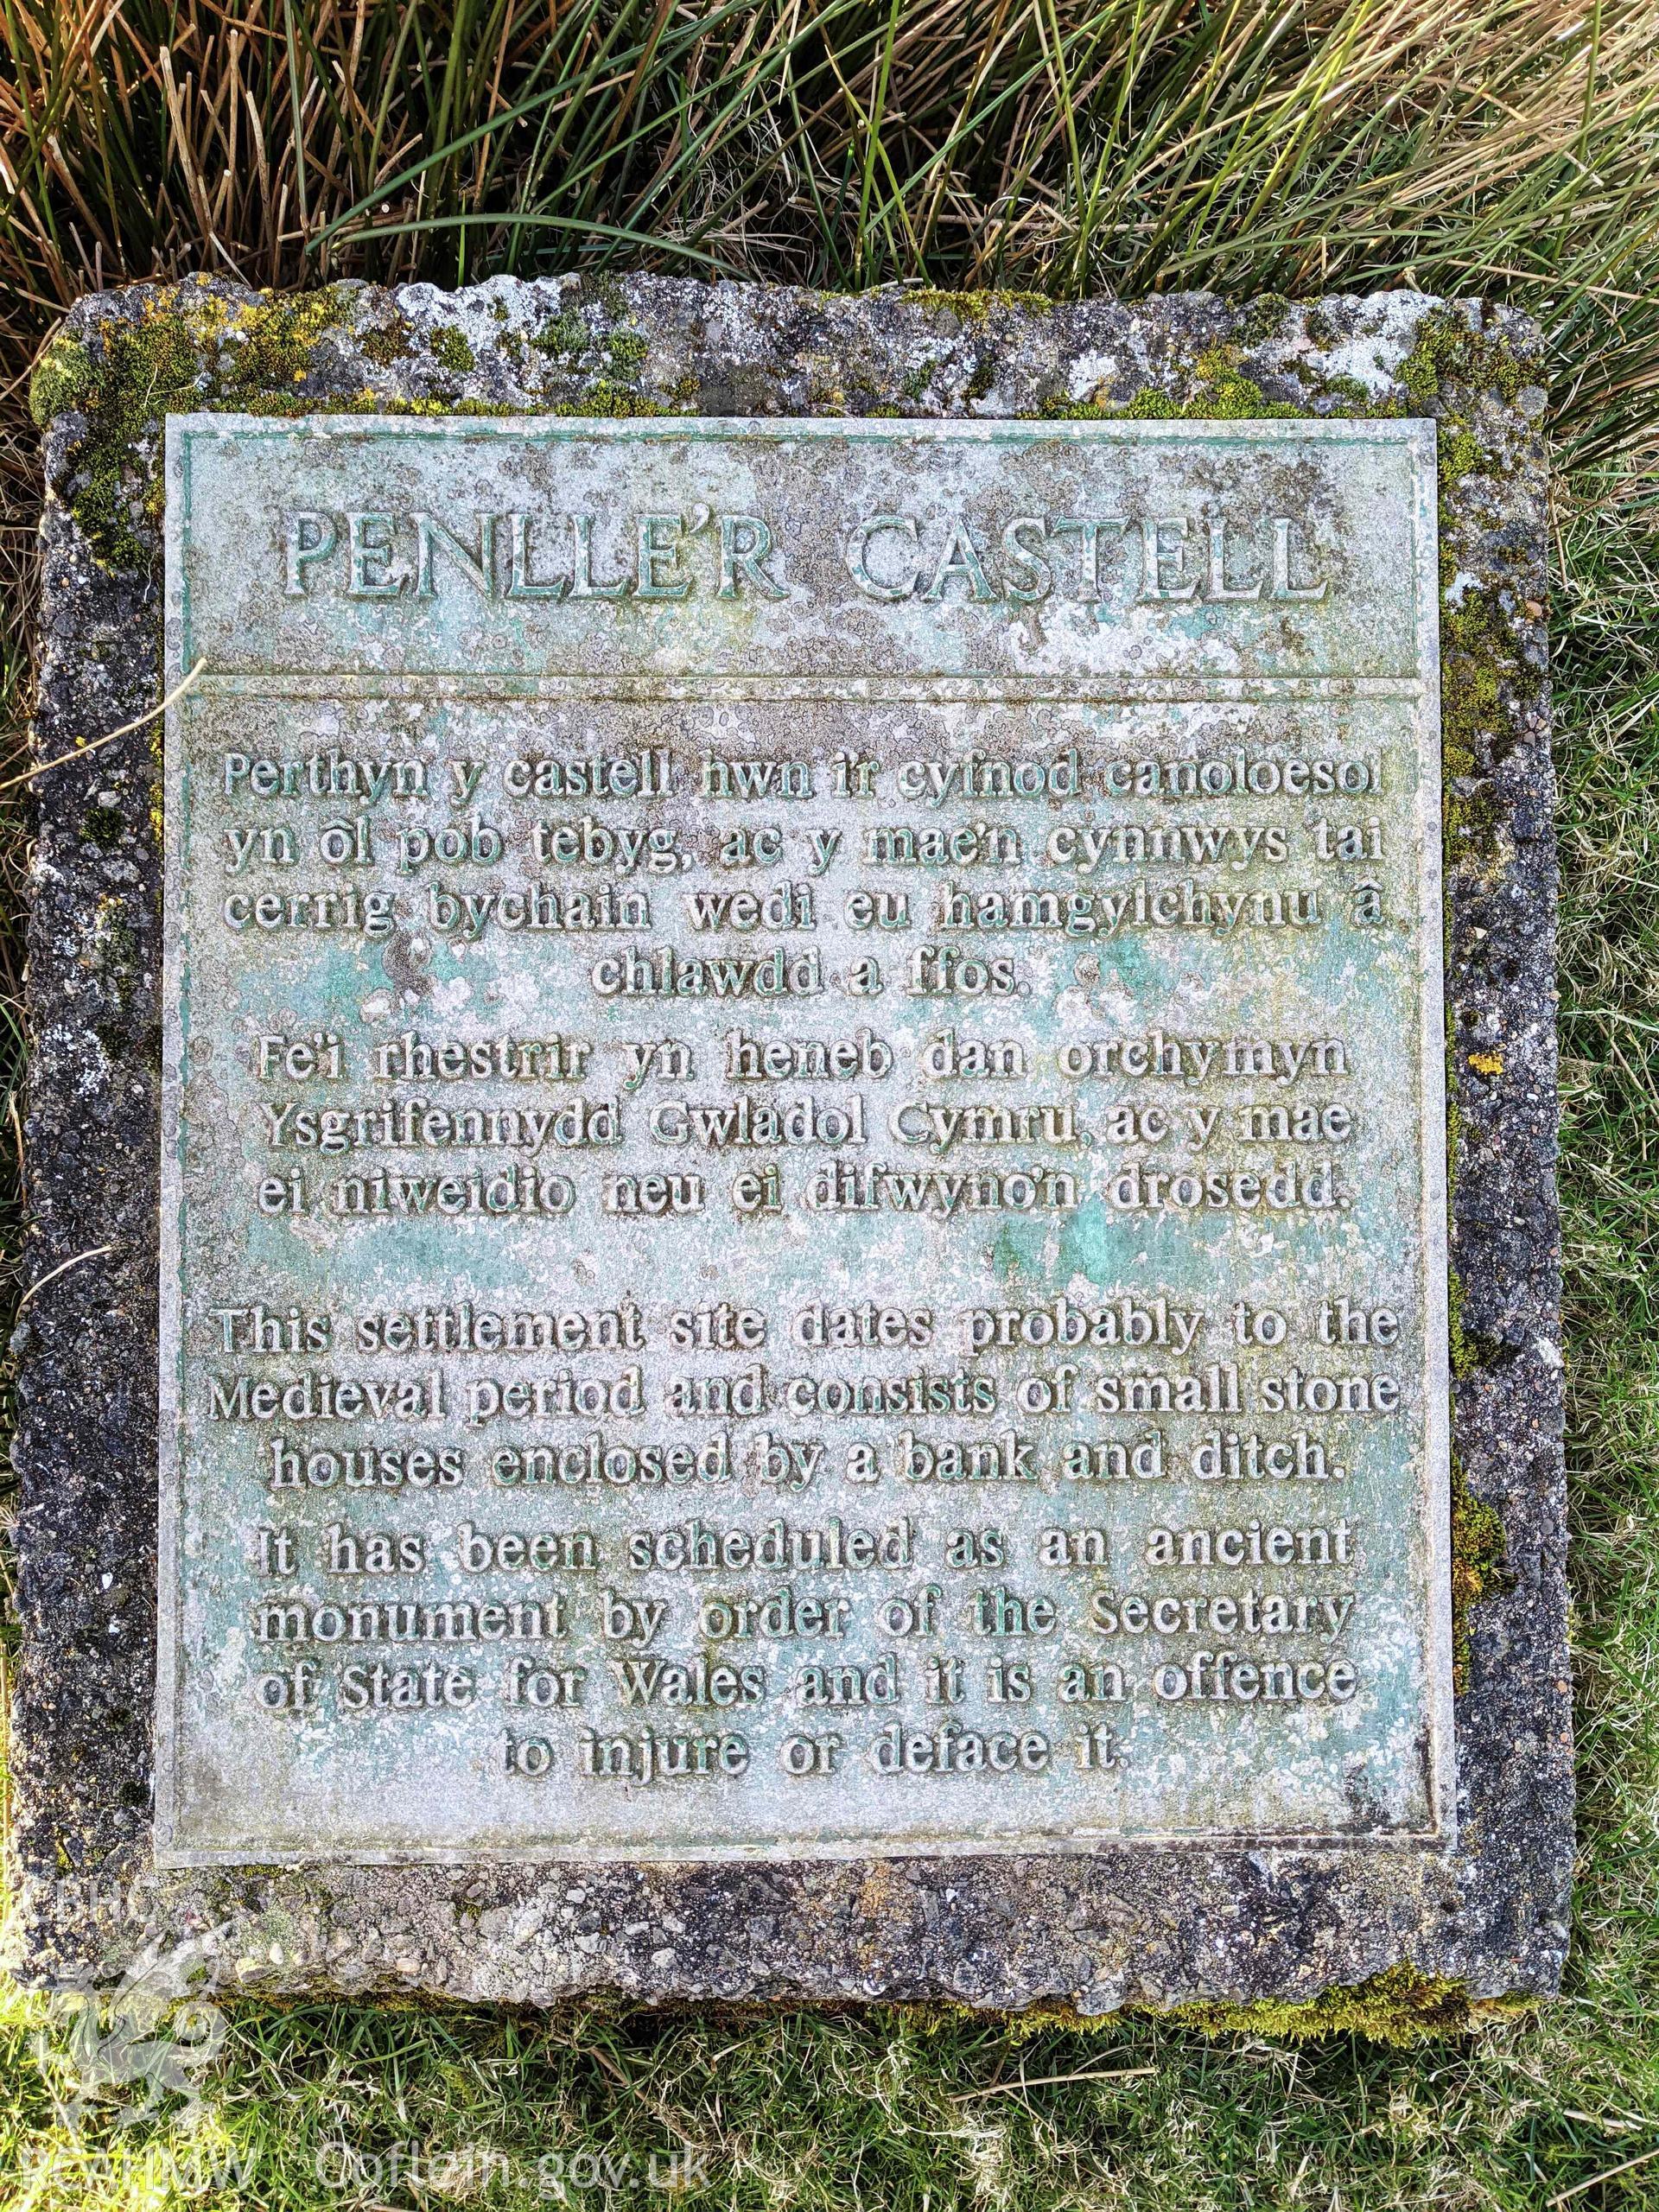 PENLLE'R CASTELL
Perthyn y castell hwn i'r cyfnod canoloesol
yn ôl pob tebyg, ac y mae'n cynnwys tai
cerrig bychain wedi eu hamgylchynu â
chlawdd a ffos.
Fe'i rhestrir yn heneb dan orchymyn
Ysgrifennydd Gwladol Cymru, ac y mae
ei niweidio neu ei difwyno'n drosedd.
This settlement site dates probably to the
Medieval period and consists of small stone
houses enclosed by a bank and ditch.
It has been scheduled as an ancient
monument by order of the Secretary
of State for Wales and it is an offence
to injure or deface it.
CBHC
RCAHMW Coflein.gov.uk